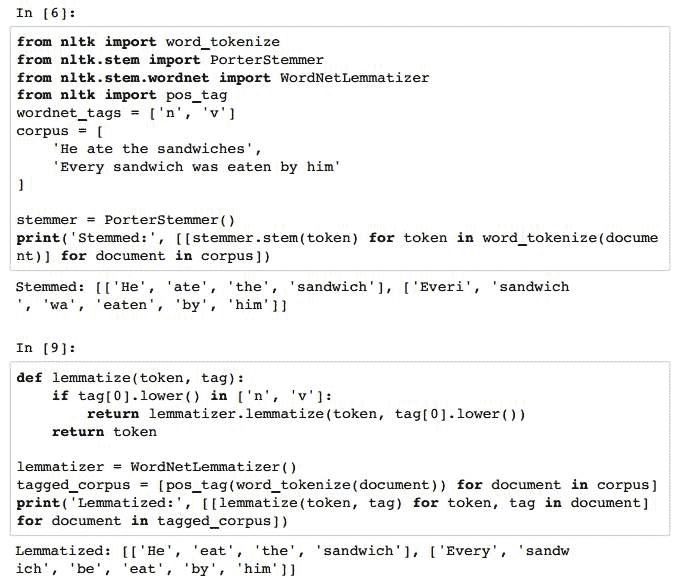 In [6]:
from nltk import word_tokenize
from nltk.stem import PorterStemmer
from nltk.stem.wordnet import WordNetLemmatizer
from nltk import pos_tag
wordnet_tags = ['n', 'v']
corpus = [
    'He ate the sandwiches',
    'Every sandwich was eaten by him'
]

stemmer = PorterStemmer()
print('Stemmed:', [[stemmer.stem(token) for token in word_tokenize(docume
nt)] for document in corpus])
Stemmed: [['He', 'ate', 'the', 'sandwich'], ['Everi', 'sandwich
', 'wa', 'eaten', 'by', 'him']]
In [9]:
def lemmatize(token, tag):
    if tag[0].lower() in ['n', 'v']:
        return lemmatizer.lemmatize(token, tag[0].lower())
    return token

lemmatizer = WordNetLemmatizer()
tagged_corpus = [pos_tag(word_tokenize(document)) for document in corpus]
print('Lemmatized:', [[lemmatize(token, tag) for token, tag in document]
for document in tagged_corpus])
Lemmatized: [['He', 'eat', 'the', 'sandwich'], ['Every', 'sandw
ich', 'be', 'eat', 'by', 'him']]